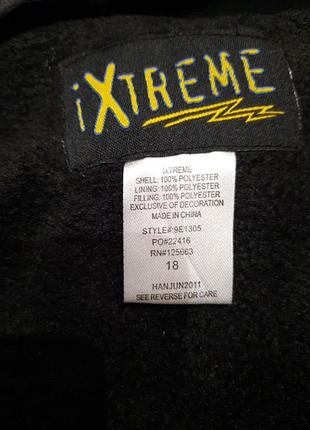 iXTREME
IXTREME
SHELL: 100% POLYESTER
LINING: 100% POLYESTER
FILLING: 100% POLYESTER
EXCLUSIVE OF DECORATION
MADE IN CHINA
STYLE#:9E1305
PO#22416
RN#125663
18
HANJUN2011
SEE REVERSE FOR CARE